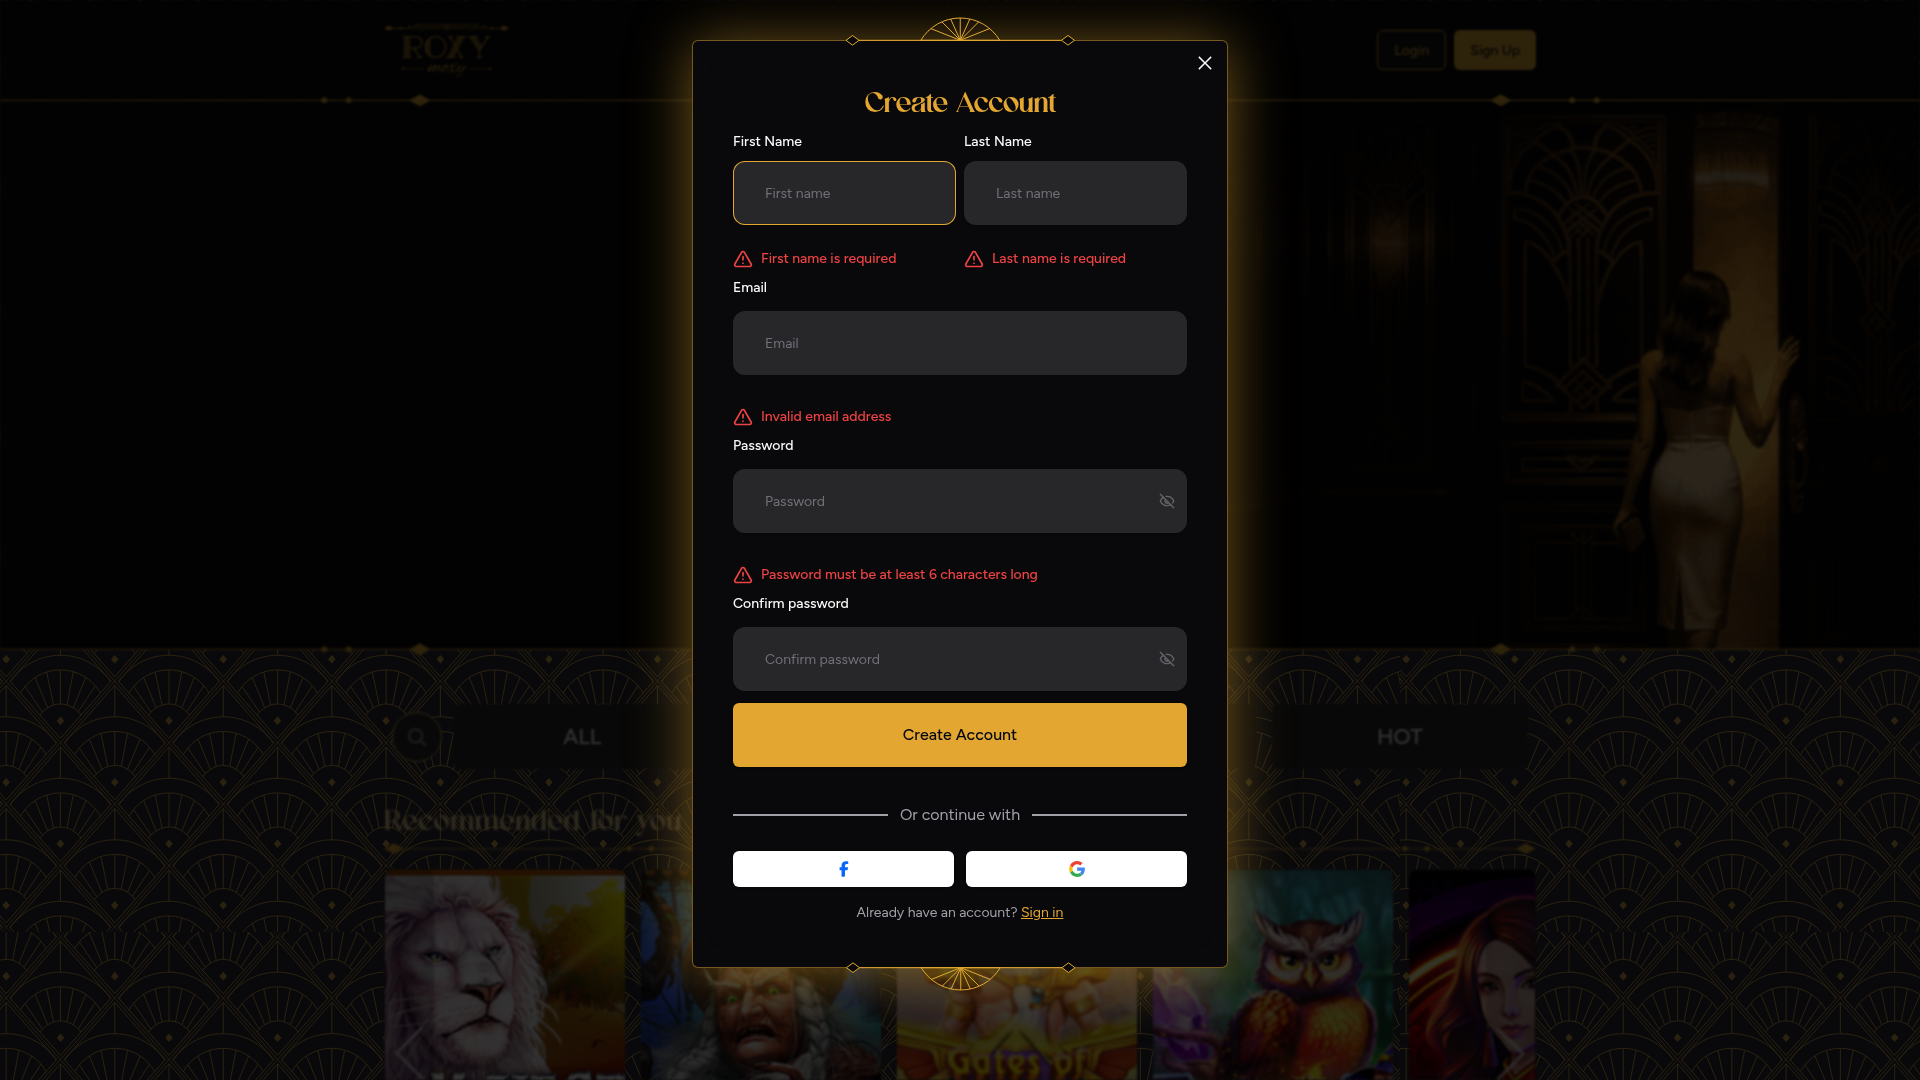 ROXY
moxy
Login
Sign Up
Create Account
First Name
Last Name
First name
Last name
First name is required
Last name is required
Email
Email
Invalid email address
Password
Password
Password must be at least 6 characters long
Confirm password
Confirm password
Create Account
ALL
HOT
Recommended for you
Or continue with
Already have an account? Sign in
Gates of